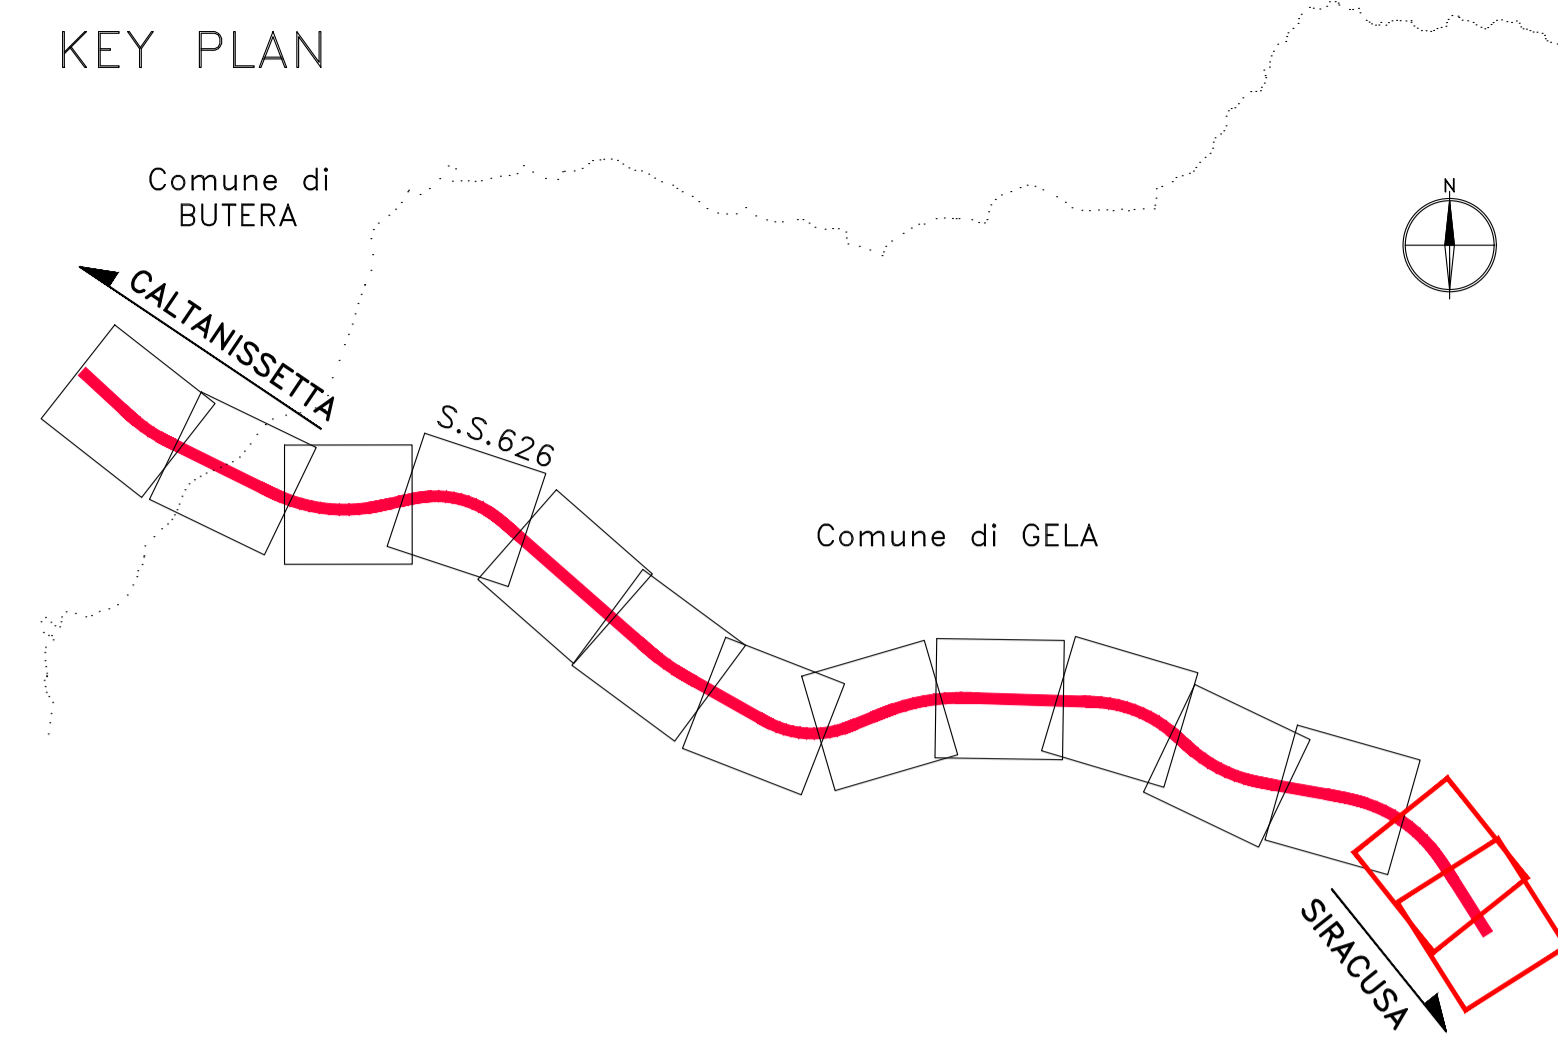 KEY PLAN
Comune di
BUTERA
N
CALTANISSETTA
S.S.626
Comune di GELA
SIRACUSA